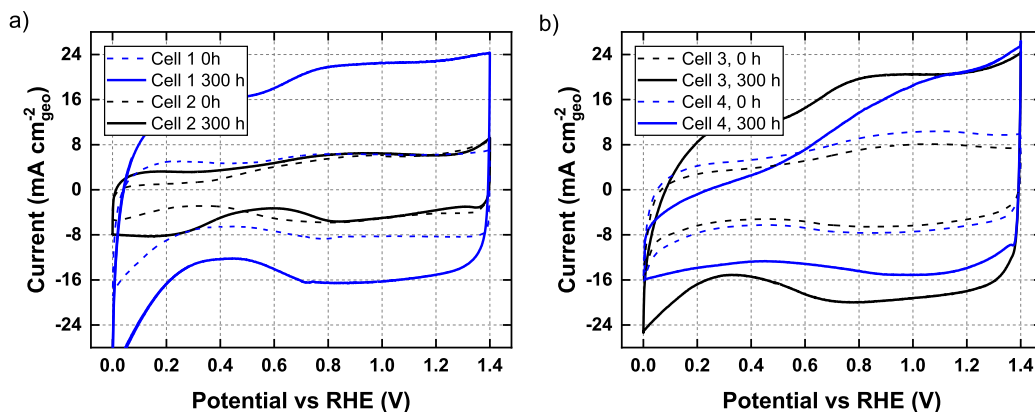 a)
24
16
8
0
-8
-16
-24
Current (mA cm-2geo)
Cell 1 0h
Cell 1 300 h
Cell 2 0h
Cell 2 300 h
0.0 0.2 0.4 0.6 0.8 1.0 1.2 1.4
Potential vs RHE (V)
b)
24
16
8
0
-8
-16
-24
Current (mA cm-2geo)
Cell 3, 0 h
Cell 3, 300 h
Cell 4, 0 h
Cell 4, 300 h
0.0 0.2 0.4 0.6 0.8 1.0 1.2 1.4
Potential vs RHE (V)